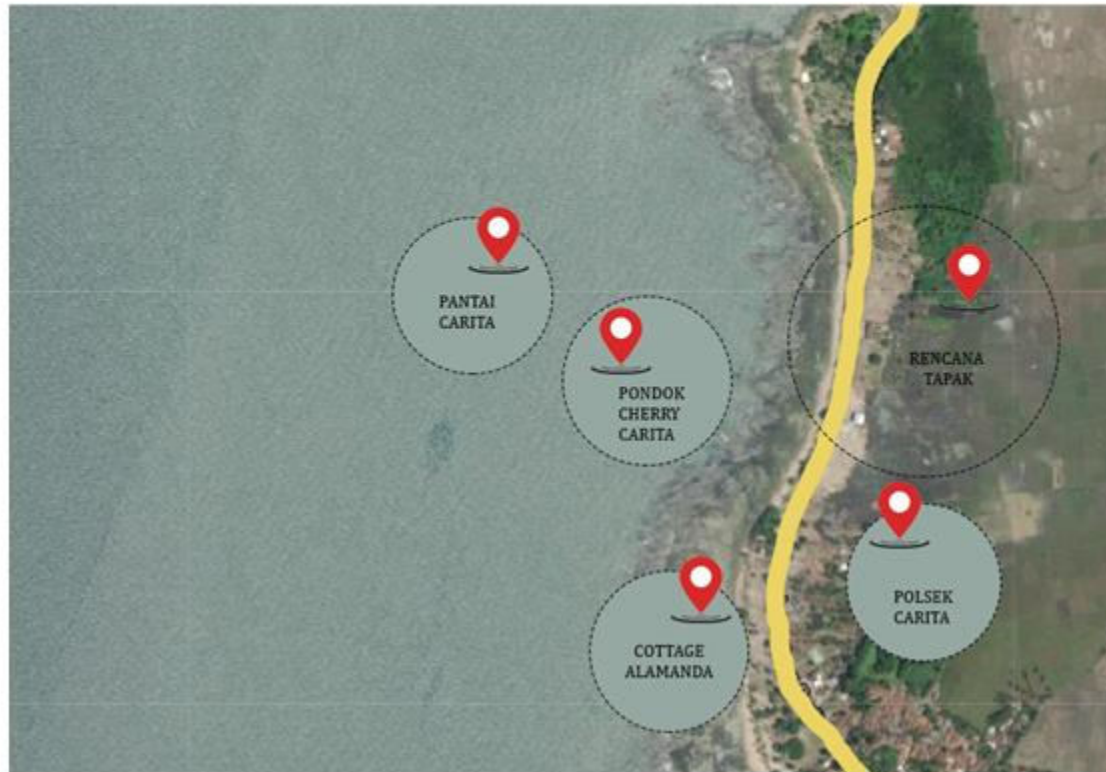 PANTAI
CARITA
PONDOK
CHERRY
CARITA
RENCANA
TAPAK
POLSEK
CARITA
COTTAGE
ALAMANDA